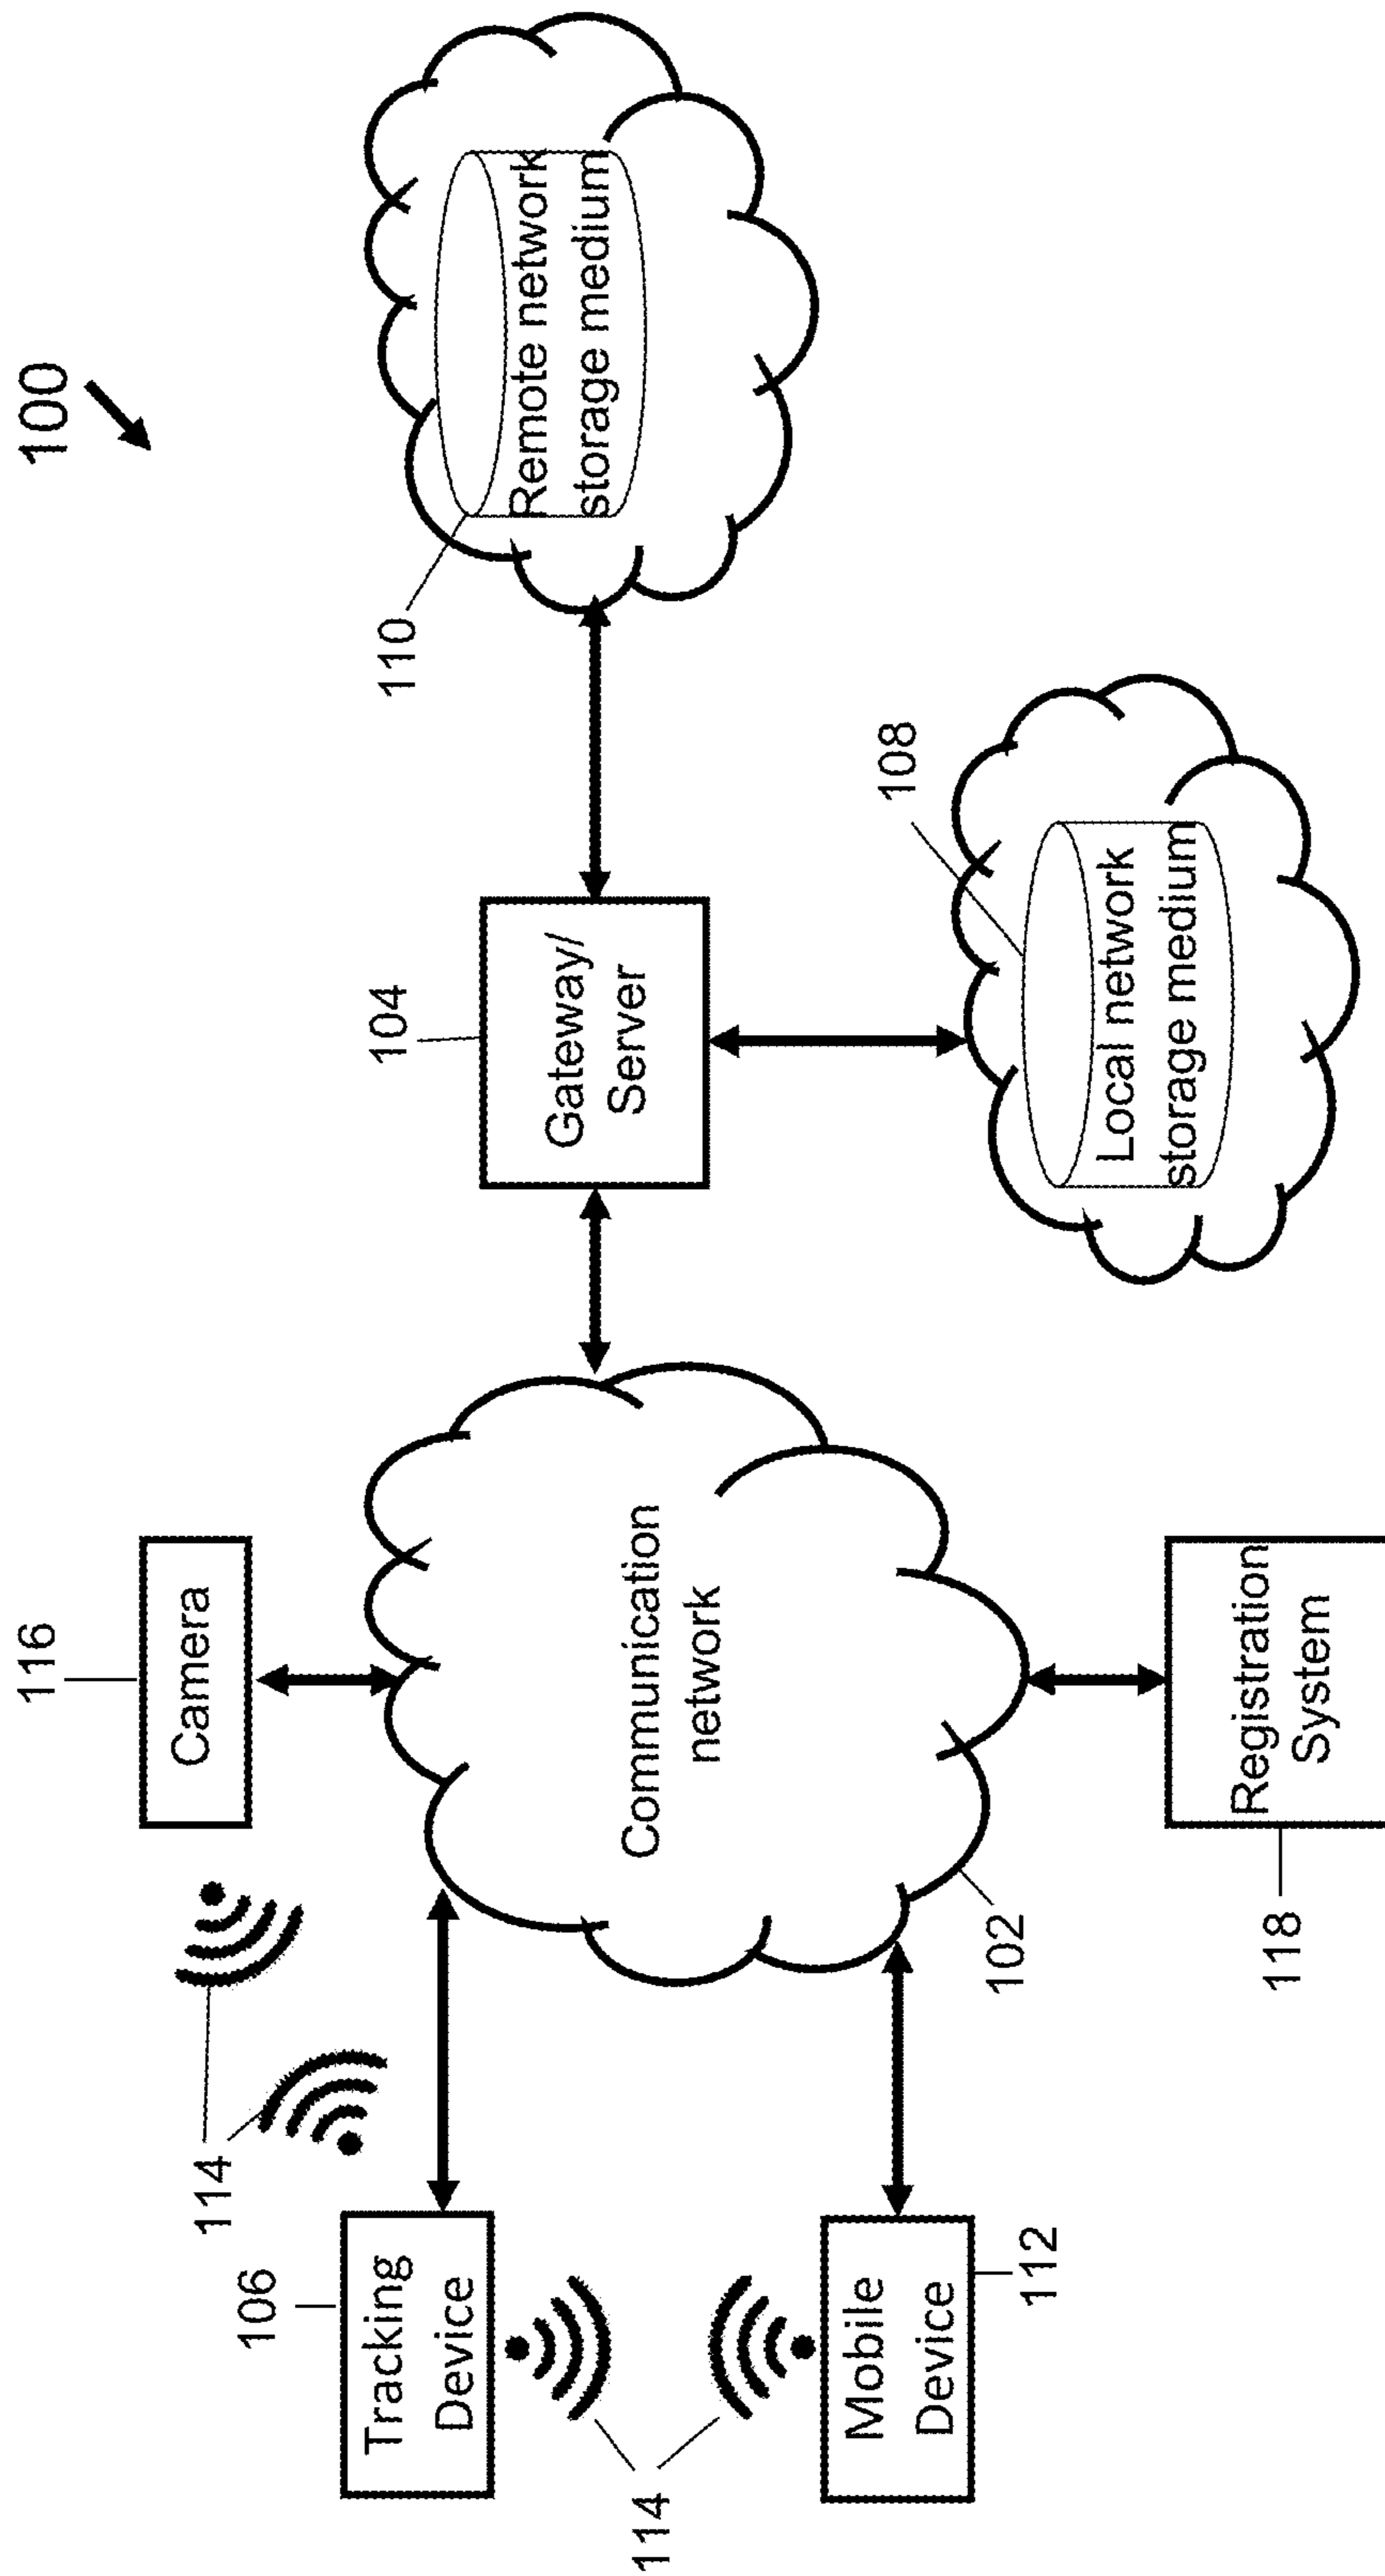 100
116
Camera
114
106
Tracking
Device
114
Mobile
Device
112
Communication
network
102
118
Registration
System
104
Gateway/
Server
110
Remote network
storage medium
108
Local network
storage medium